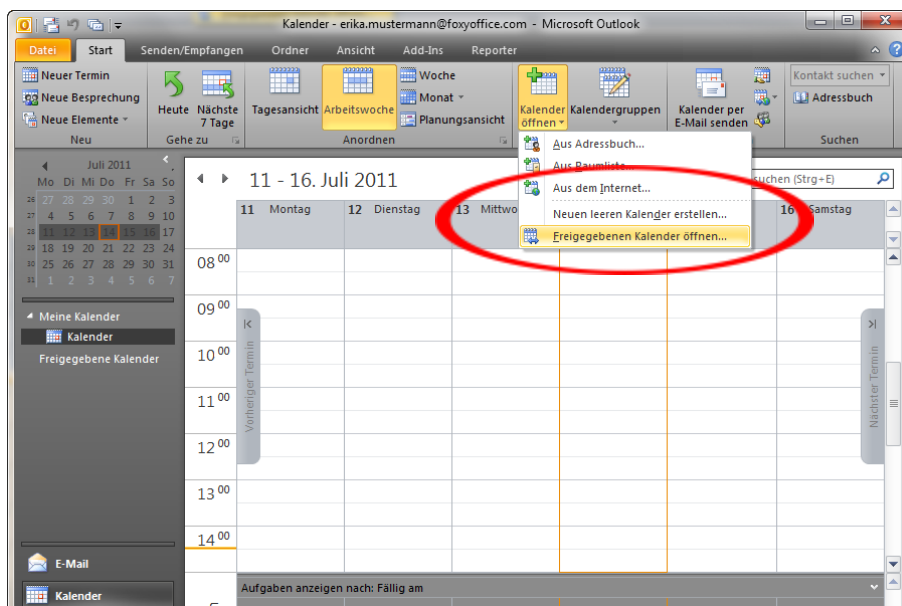 Kalender - erika.mustermann@foxyoffice.com - Microsoft Outlook
Datei Start Senden/Empfangen Ordner Ansicht Add-Ins Reporter
Neuer Termin
Neue Besprechung
Neue Elemente
Neu
Heute
Nächste
7 Tage
Gehe zu
Tagesansicht
Arbeitswoche
Woche
Monat
Planungsansicht
Anordnen
Kalender
öffnen
Kalendergruppen
Kalender per
E-Mail senden
Kontakt suchen
Adressbuch
Suchen
Aus Adressbuch...
Aus Raumliste...
Aus dem Internet...
Neuen leeren Kalender erstellen...
Freigegebenen Kalender öffnen...
Juli 2011
Mo Di Mi Do Fr Sa So
26 27 28 29 30 1 2 3
27 4 5 6 7 8 9 10
28 11 12 13 14 15 16 17
29 18 19 20 21 22 23 24
30 25 26 27 28 29 30 31
31 1 2 3 4 5 6 7
Meine Kalender
Kalender
Freigegebene Kalender
E-Mail
Kalender
11 - 16. Juli 2011
(Strg+E)
11 Montag 12 Dienstag 13 16 Samstag
08 00
09 00
10 00
11 00
12 00
13 00
14 00
Vorheriger Termin
Nächster Termin
Aufgaben anzeigen nach: Fällig am